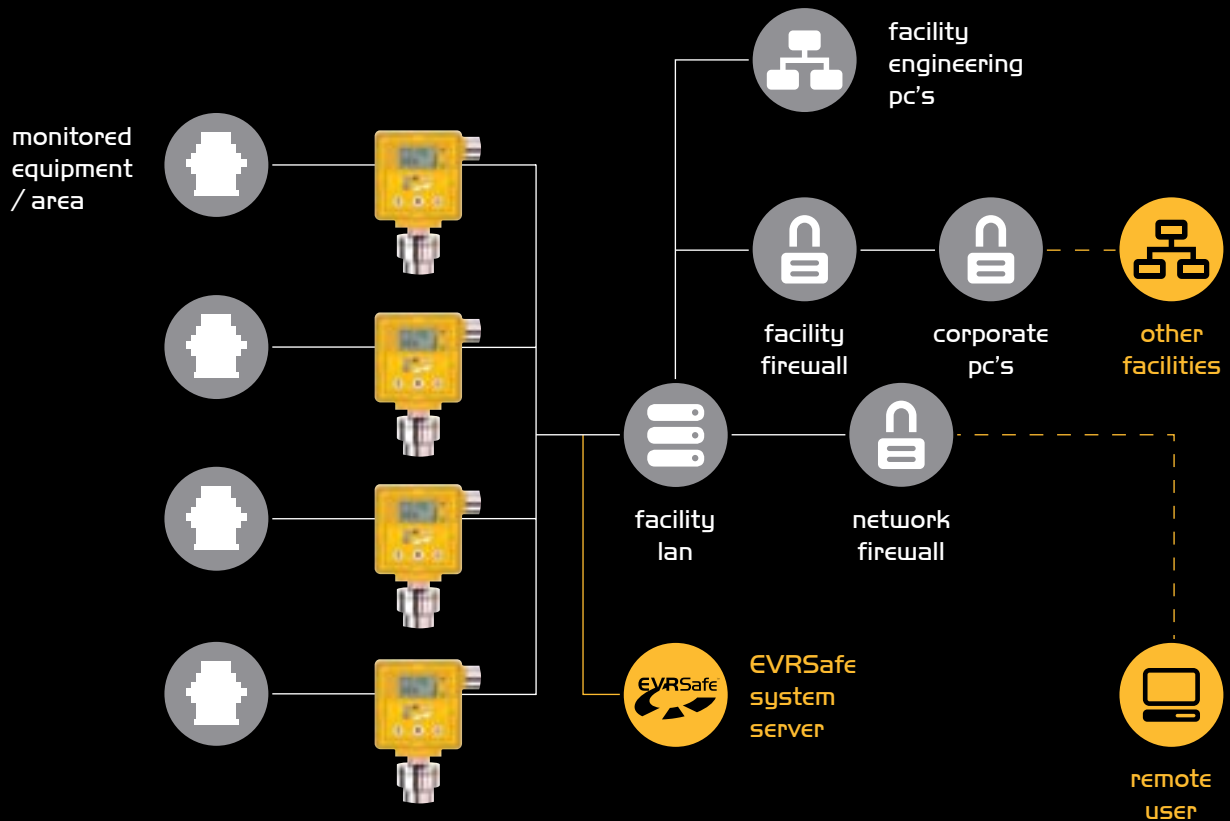 monitored
equipment
/ area
facility
engineering
pc's
facility
firewall
corporate
pc's
other
facilities
facility
lan
network
firewall
EVRSafe
EVRSafe
system
server
remote
user